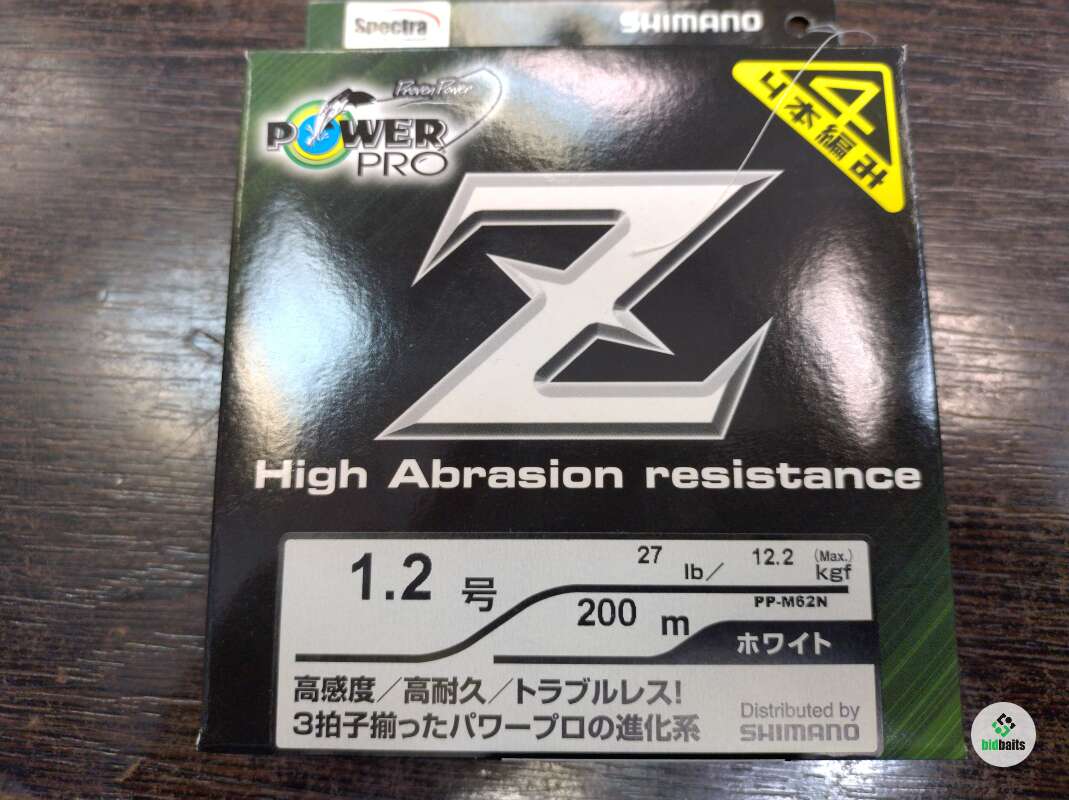 Spectra
SHIMANO
Proven Power
POWER
PRO
4
4本編み
Z
High Abrasion resistance
1.2 号
27 lb/ 12.2 (Max.) kgf
200 m
PP-M62N
ホワイト
高感度/高耐久/トラブルレス!
3拍子揃ったパワープロの進化系
Distributed by
SHIMANO
bidbaits